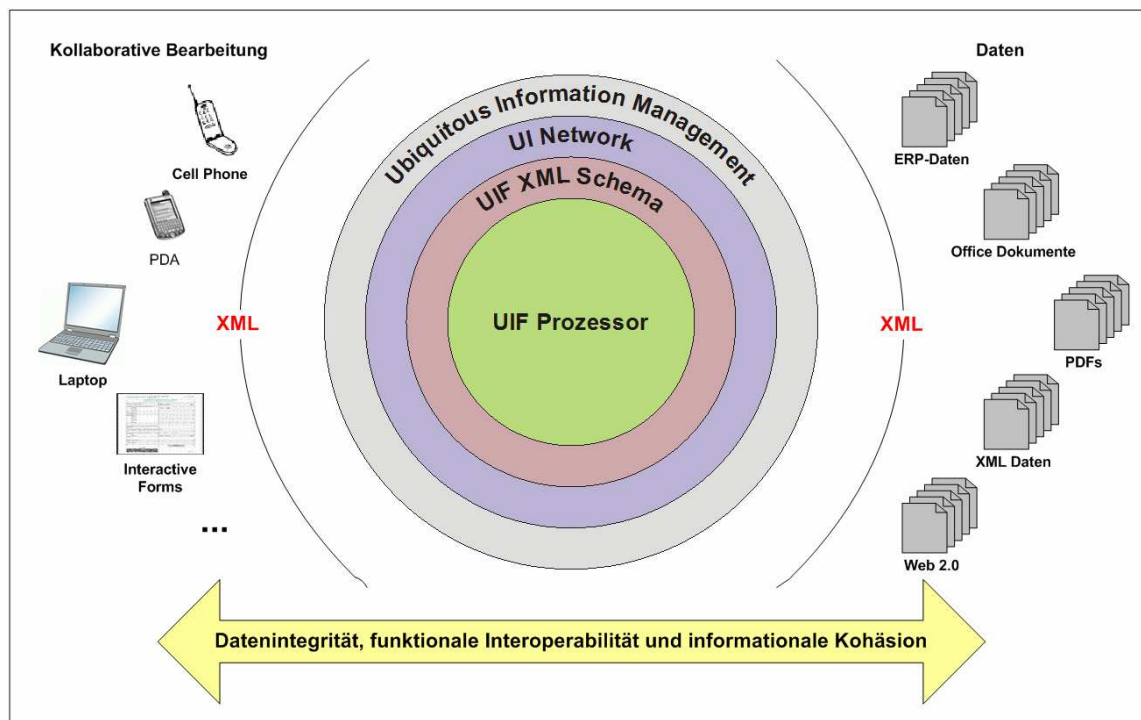 Kollaborative Bearbeitung
Daten
Cell Phone
PDA
Laptop
Interactive
Forms
...
XML
Ubiquitous Information Management
UI Network
UIF XML Schema
UIF Prozessor
XML
ERP-Daten
Office Dokumente
PDFs
XML Daten
Web 2.0
Datenintegrität, funktionale Interoperabilität und informationale Kohäsion